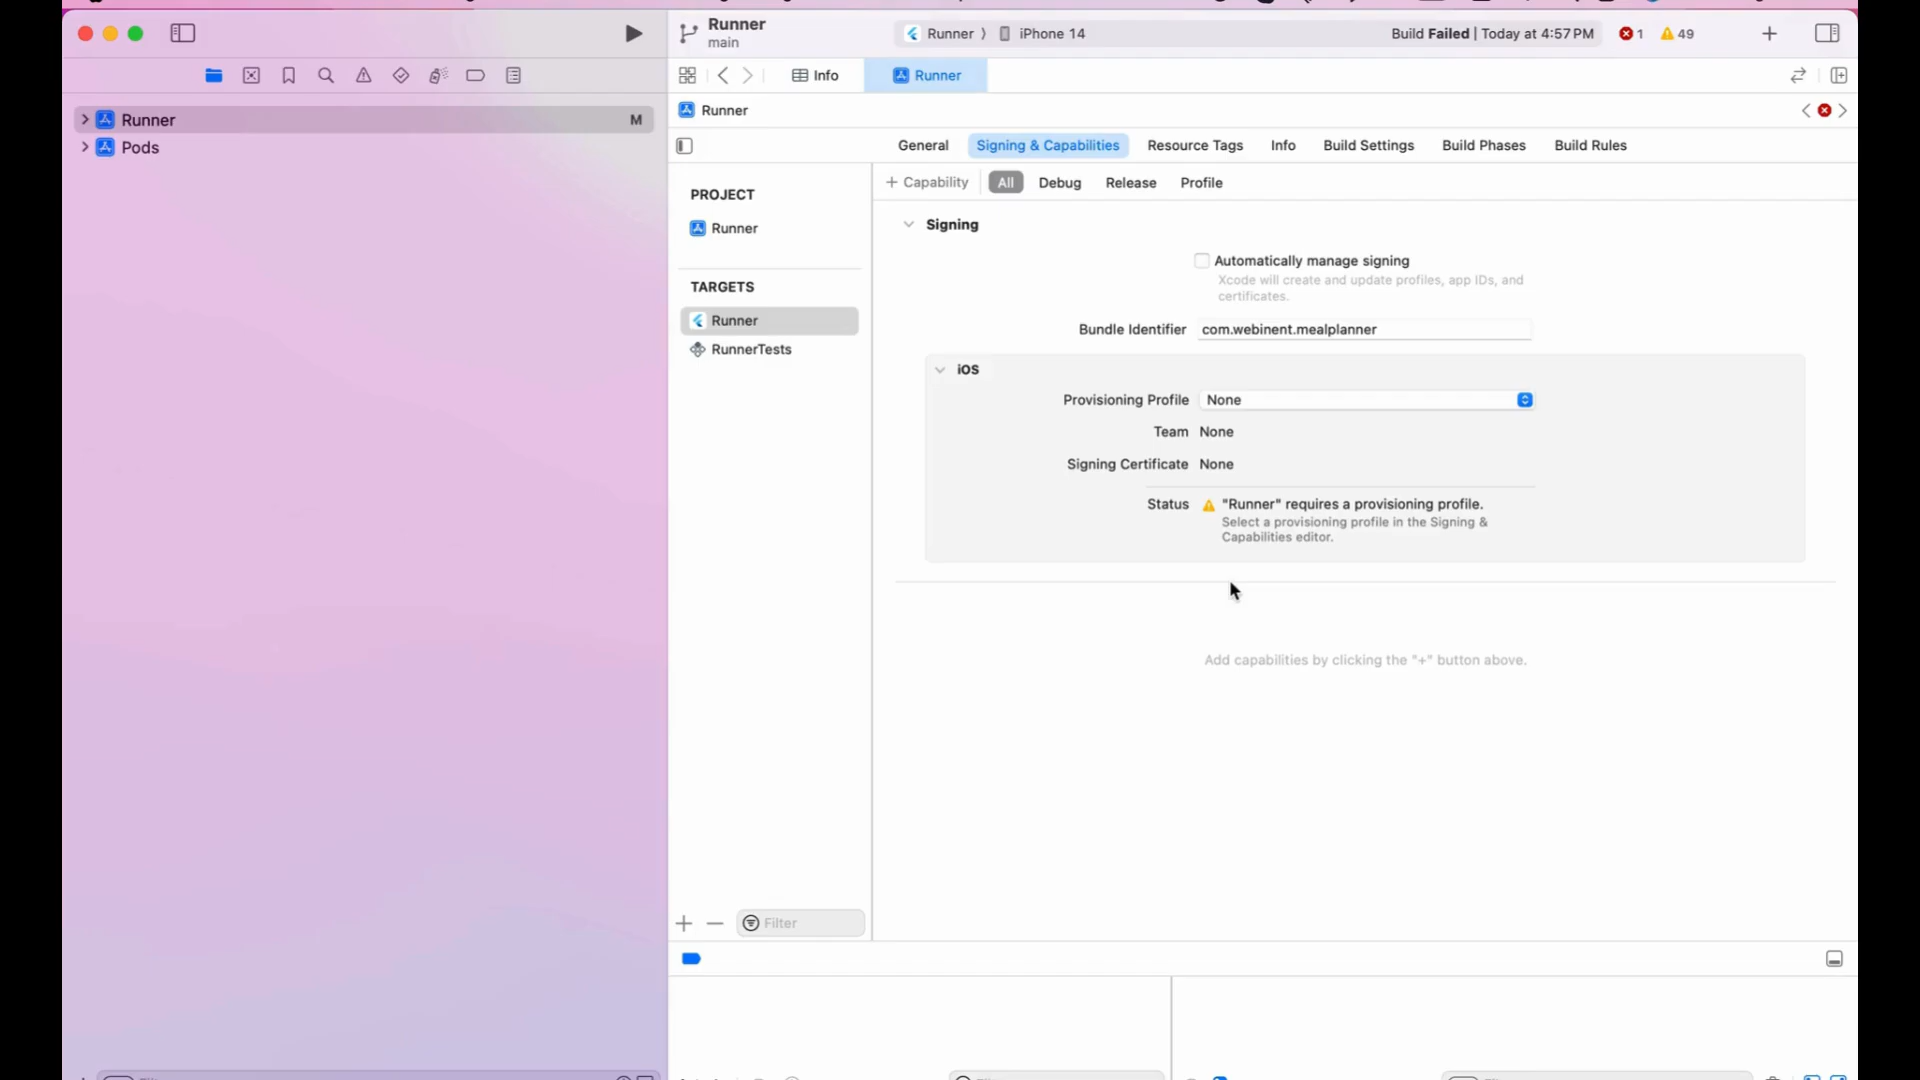 Runner
main
Runner
iPhone 14
Build Failed | Today at 4:57 PM
1
49
Info
Runner
Runner
M
Pods
Runner
General
Signing & Capabilities
Resource Tags
Info
Build Settings
Build Phases
Build Rules
+ Capability
All
Debug
Release
Profile
PROJECT
Runner
TARGETS
Runner
RunnerTests
Signing
Automatically manage signing
Xcode will create and update profiles, app IDs, and
certificates.
Bundle Identifier
com.webinent.mealplanner
iOS
Provisioning Profile
None
Team
None
Signing Certificate
None
Status
"Runner" requires a provisioning profile.
Select a provisioning profile in the Signing &
Capabilities editor.
Add capabilities by clicking the "+" button above.
Filter